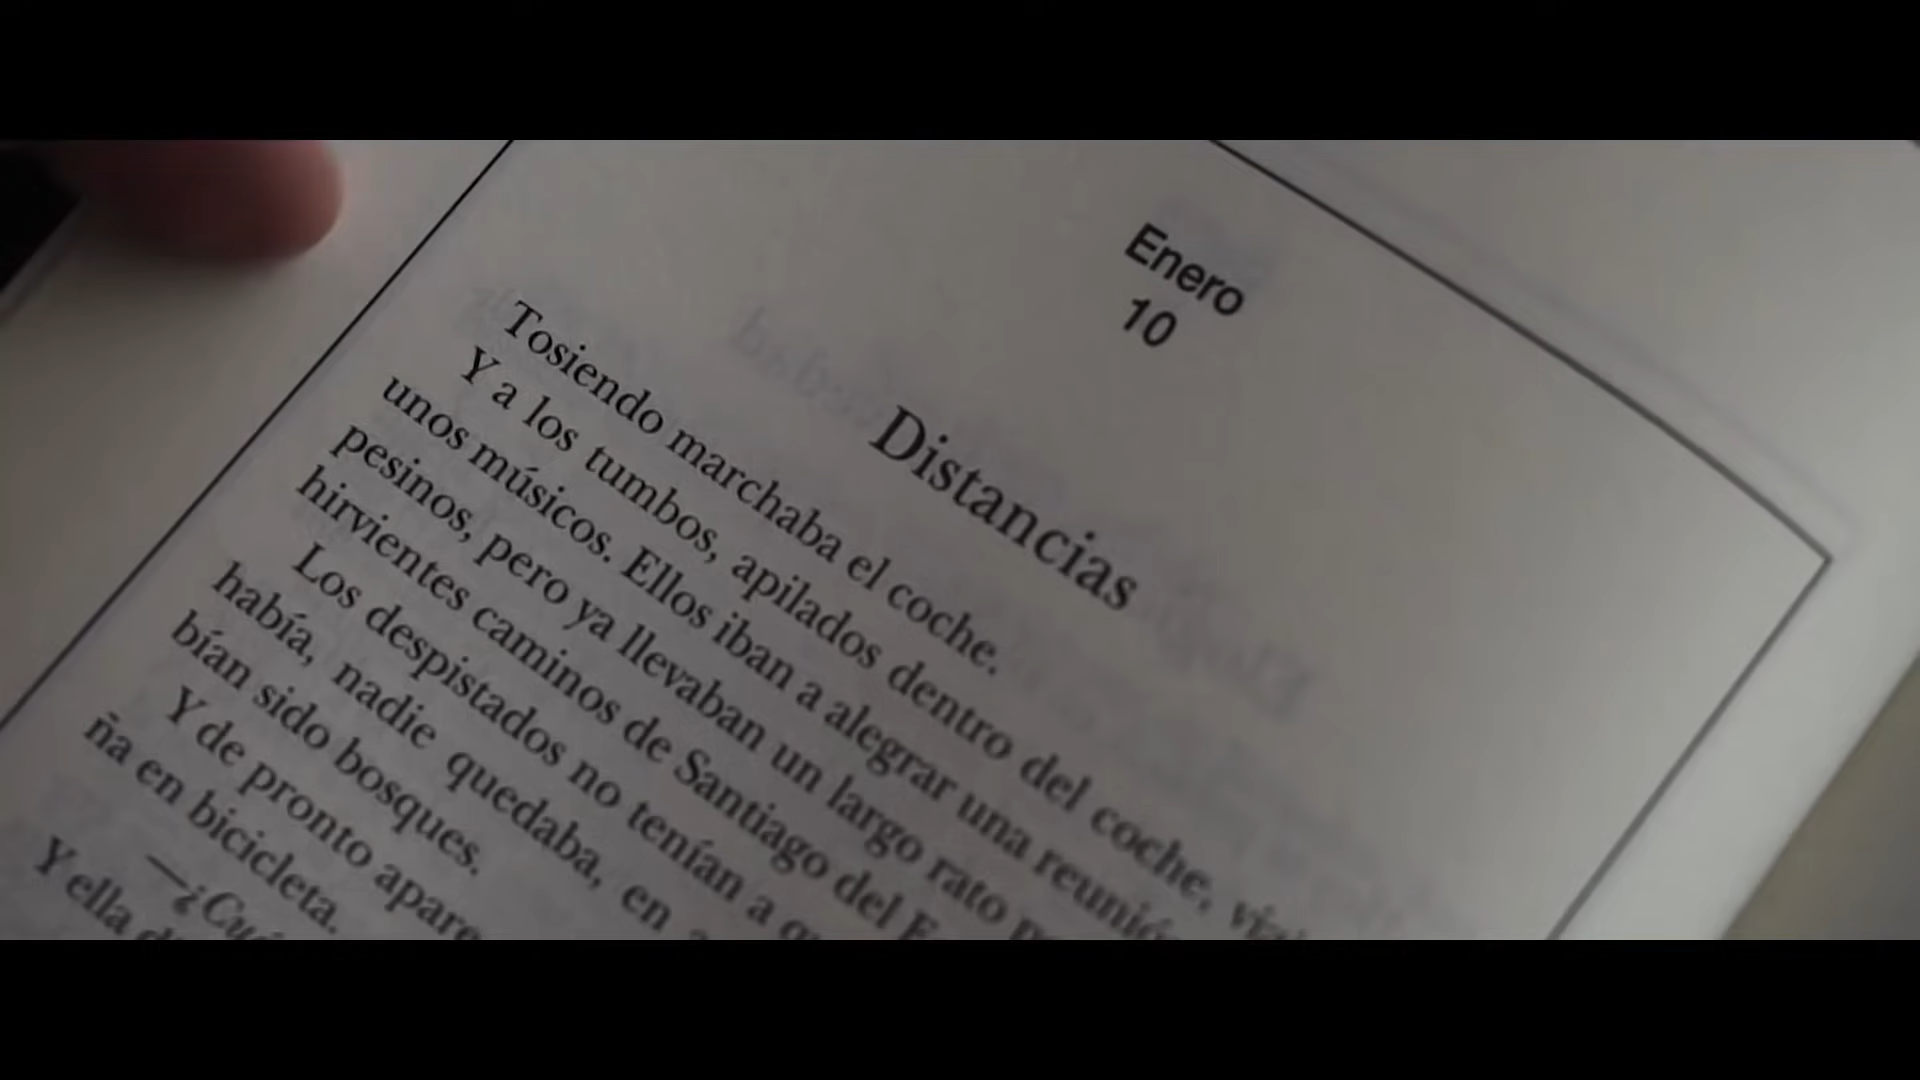 Enero
10
Distancias
Tosiendo marchaba el coche.
Y a los tumbos, apilados dentro del coche,
unos músicos. Ellos iban a alegrar una
pesinos, pero ya llevaban un largo rato
hirvientes caminos de Santiago del
Los despistados no tenían a
había, nadie quedaba, en
bían sido bosques.
Y de pronto
ña en bicicleta.
Y ella